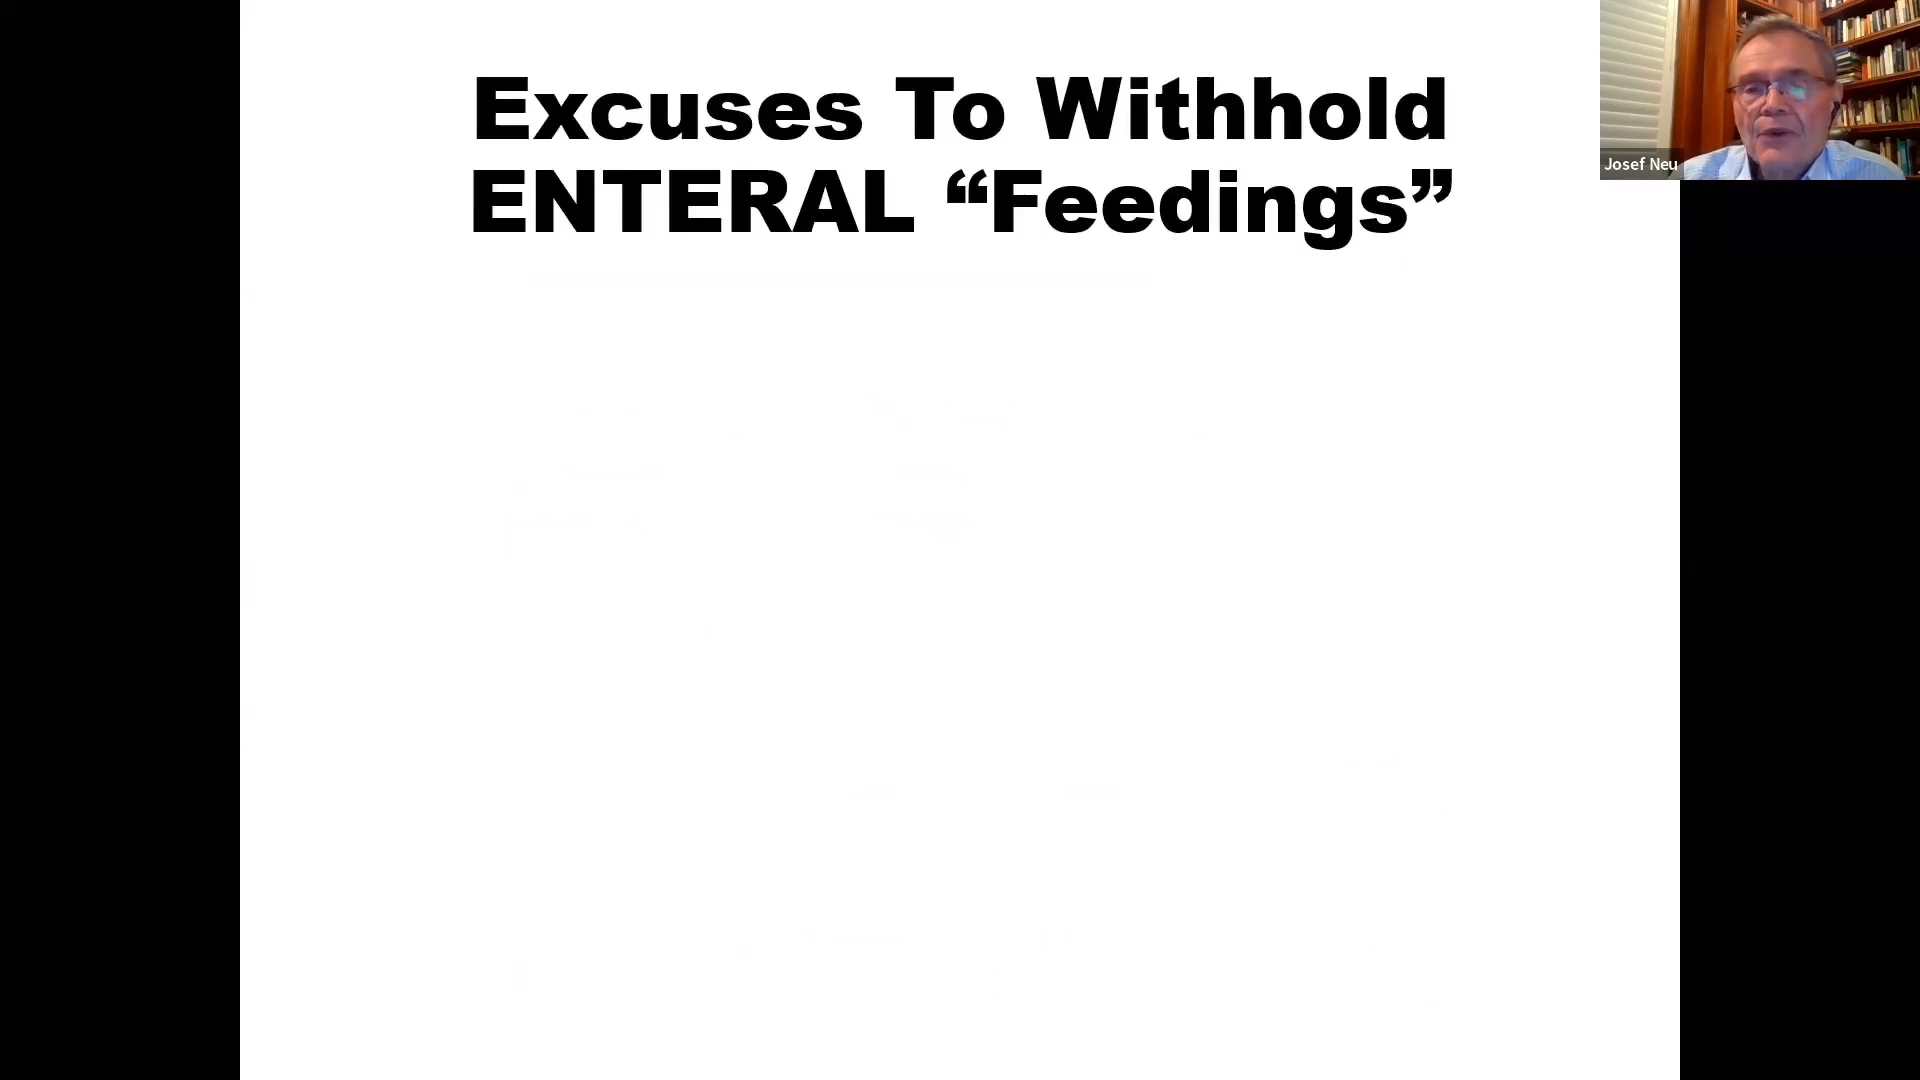 Excuses To Withhold
ENTERAL “Feedings”
Josef Neu